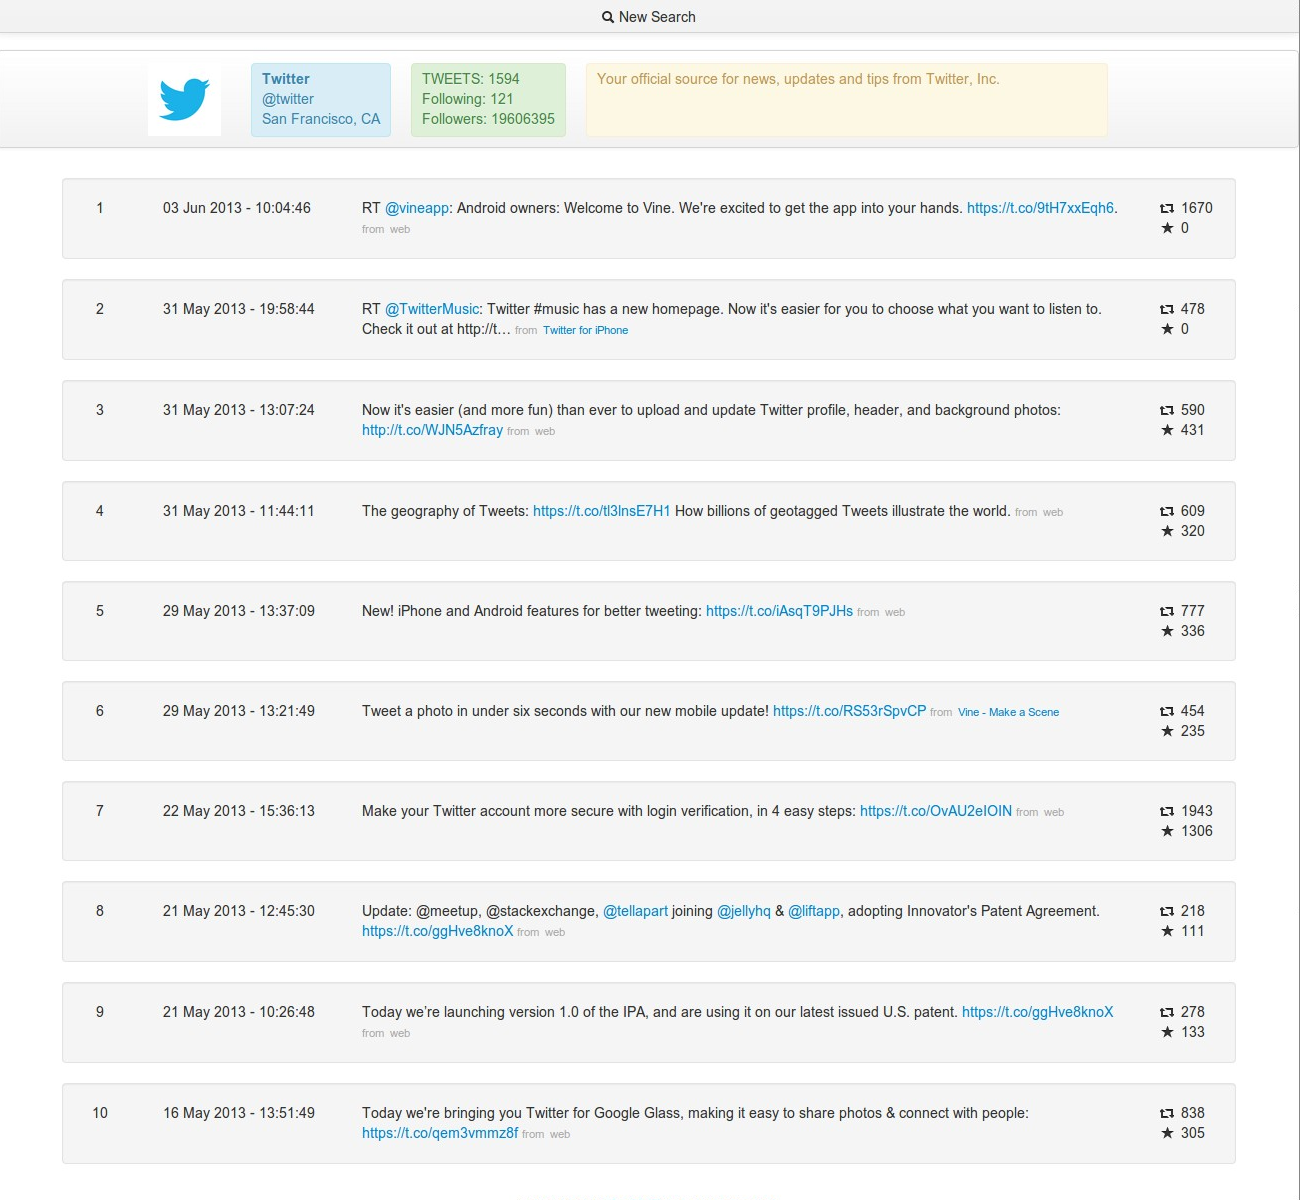 New Search
Twitter
@twitter
San Francisco, CA
TWEETS: 1594
Following: 121
Followers: 19606395
Your official source for news, updates and tips from Twitter, Inc.
1 03 Jun 2013 - 10:04:46 RT @vineapp: Android owners: Welcome to Vine. We're excited to get the app into your hands. https://t.co/9tH7xxEqh6. 1670
from web 0
2 31 May 2013 - 19:58:44 RT @TwitterMusic: Twitter #music has a new homepage. Now it's easier for you to choose what you want to listen to. 478
Check it out at http://t… from Twitter for iPhone 0
3 31 May 2013 - 13:07:24 Now it's easier (and more fun) than ever to upload and update Twitter profile, header, and background photos: 590
http://t.co/WJN5Azfray from web 431
4 31 May 2013 - 11:44:11 The geography of Tweets: https://t.co/tl3lnsE7H1 How billions of geotagged Tweets illustrate the world. from web 609
320
5 29 May 2013 - 13:37:09 New! iPhone and Android features for better tweeting: https://t.co/iAsqT9PJHs from web 777
336
6 29 May 2013 - 13:21:49 Tweet a photo in under six seconds with our new mobile update! https://t.co/RS53rSpvCP from Vine - Make a Scene 454
235
7 22 May 2013 - 15:36:13 Make your Twitter account more secure with login verification, in 4 easy steps: https://t.co/OvAU2eIOIN from web 1943
1306
8 21 May 2013 - 12:45:30 Update: @meetup, @stackexchange, @tellapart joining @jellyhq & @liftapp, adopting Innovator's Patent Agreement. 218
https://t.co/ggHve8knoX from web 111
9 21 May 2013 - 10:26:48 Today we're launching version 1.0 of the IPA, and are using it on our latest issued U.S. patent. https://t.co/ggHve8knoX 278
from web 133
10 16 May 2013 - 13:51:49 Today we're bringing you Twitter for Google Glass, making it easy to share photos & connect with people: 838
https://t.co/qem3vmmz8f from web 305